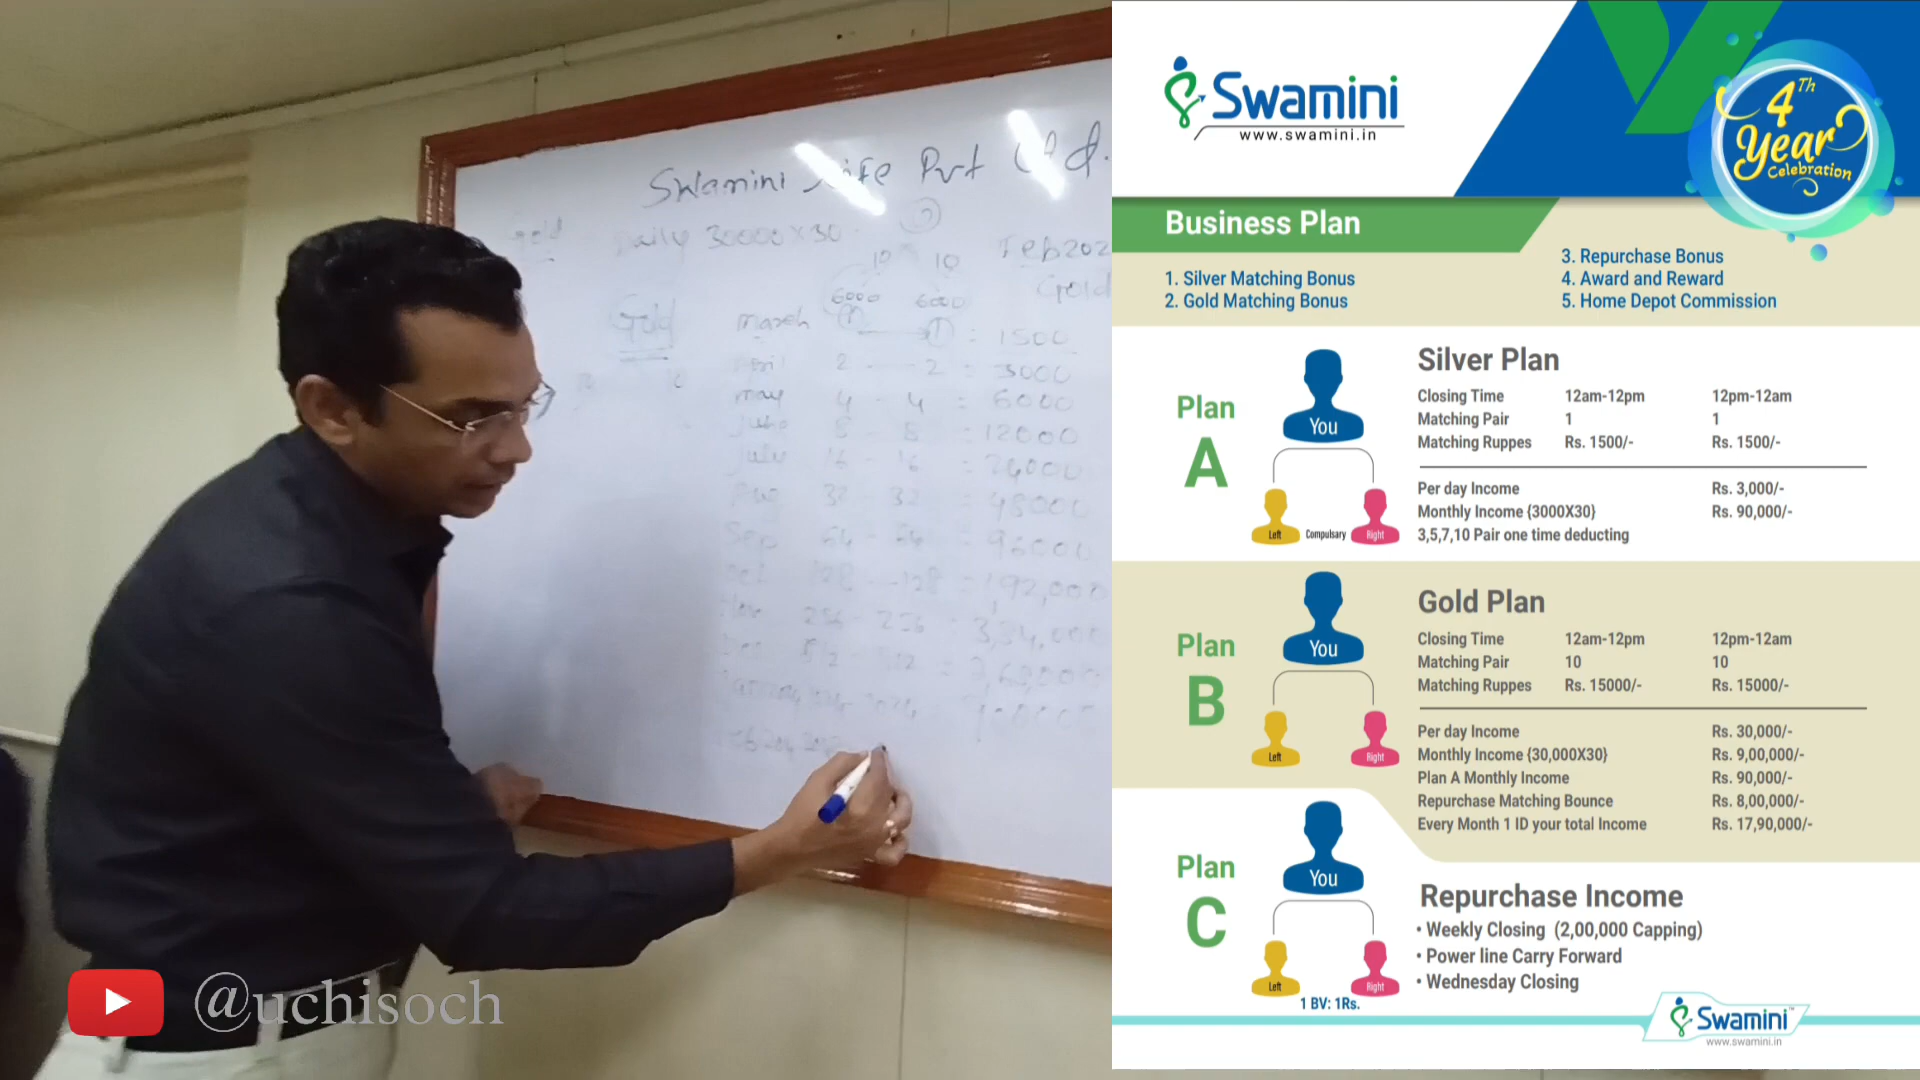 Swamini Life Pvt Ltd.
Gold Daily 30000 x 30
10 10 Feb 202
6000 6000 Gold
Gold
March 1 1 = 1500
2 - 2 = 3000
May 4 - 4 = 6000
8 - 8 = 12000
16 - 16 = 24000
Aug 32 - 32 = 48000
Sep 64 - 64 = 96000
128 - 128 = 192,000
Nov 256 - 256
@uchisoch
Swamini
www.swamini.in
4Th
Year
Celebration
Business Plan
1. Silver Matching Bonus
2. Gold Matching Bonus
3. Repurchase Bonus
4. Award and Reward
5. Home Depot Commission
Plan
A
You
Left Compulsary Right
Silver Plan
Closing Time 12am-12pm 12pm-12am
Matching Pair 1 1
Matching Ruppes Rs. 1500/- Rs. 1500/-
Per day Income Rs. 3,000/-
Monthly Income {3000X30} Rs. 90,000/-
3,5,7,10 Pair one time deducting
Plan
B
You
Left Right
Gold Plan
Closing Time 12am-12pm 12pm-12am
Matching Pair 10 10
Matching Ruppes Rs. 15000/- Rs. 15000/-
Per day Income Rs. 30,000/-
Monthly Income {30,000X30} Rs. 9,00,000/-
Plan A Monthly Income Rs. 90,000/-
Repurchase Matching Bounce Rs. 8,00,000/-
Every Month 1 ID your total Income Rs. 17,90,000/-
Plan
C
You
Left Right
1 BV: 1Rs.
Repurchase Income
• Weekly Closing (2,00,000 Capping)
• Power line Carry Forward
• Wednesday Closing
Swamini™
www.swamini.in